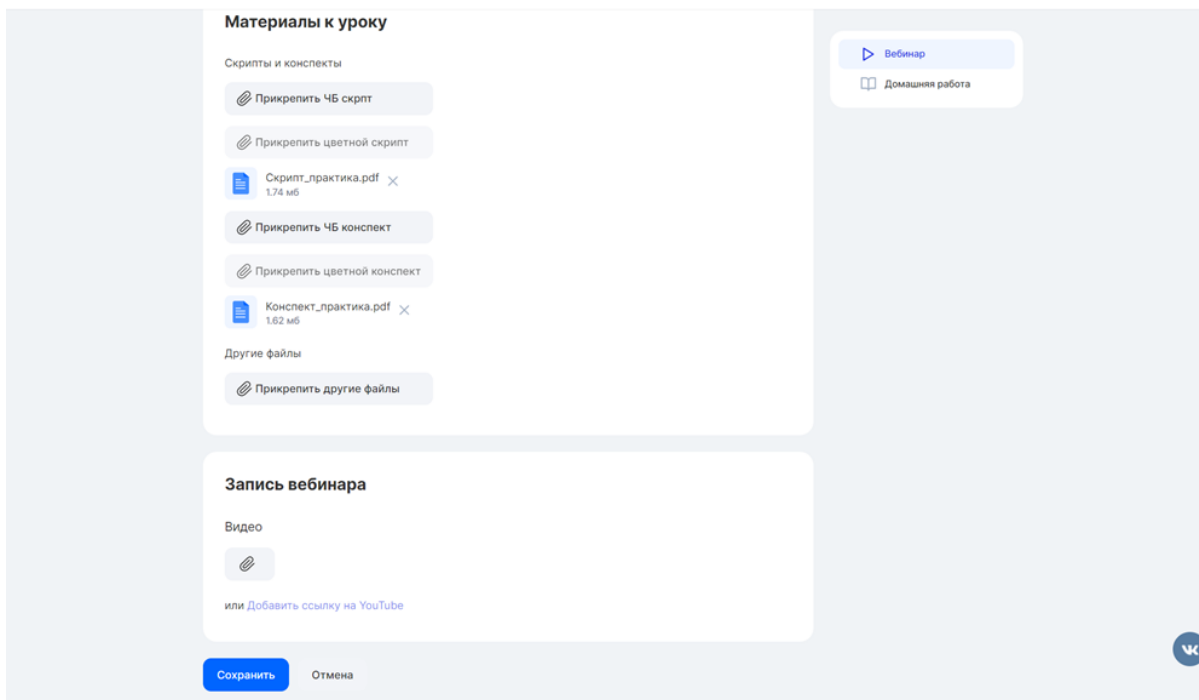 Материалы к уроку
Вебинар
Домашняя работа
Скрипты и конспекты
Прикрепить ЧБ скрпт
Прикрепить цветной скрипт
Скрипт_практика.pdf
1.74 мб
Прикрепить ЧБ конспект
Прикрепить цветной конспект
Конспект_практика.pdf
1.62 мб
Другие файлы
Прикрепить другие файлы
Запись вебинара
Видео
или Добавить ссылку на YouTube
Сохранить
Отмена